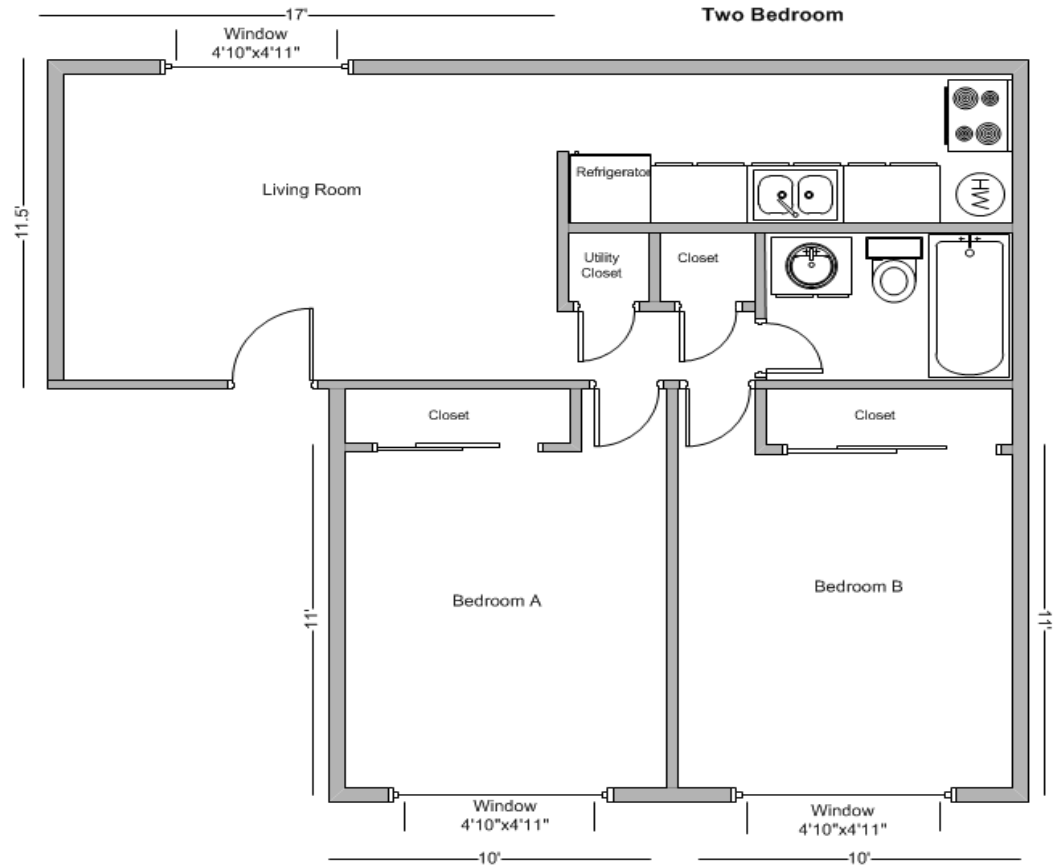 17'
Two Bedroom
Window
4'10"x4'11"
11.5'
Living Room
Refrigerator
HW
Utility
Closet
Closet
Closet
Closet
11'
Bedroom A
Bedroom B
11'
Window
4'10"x4'11"
Window
4'10"x4'11"
10'
10'